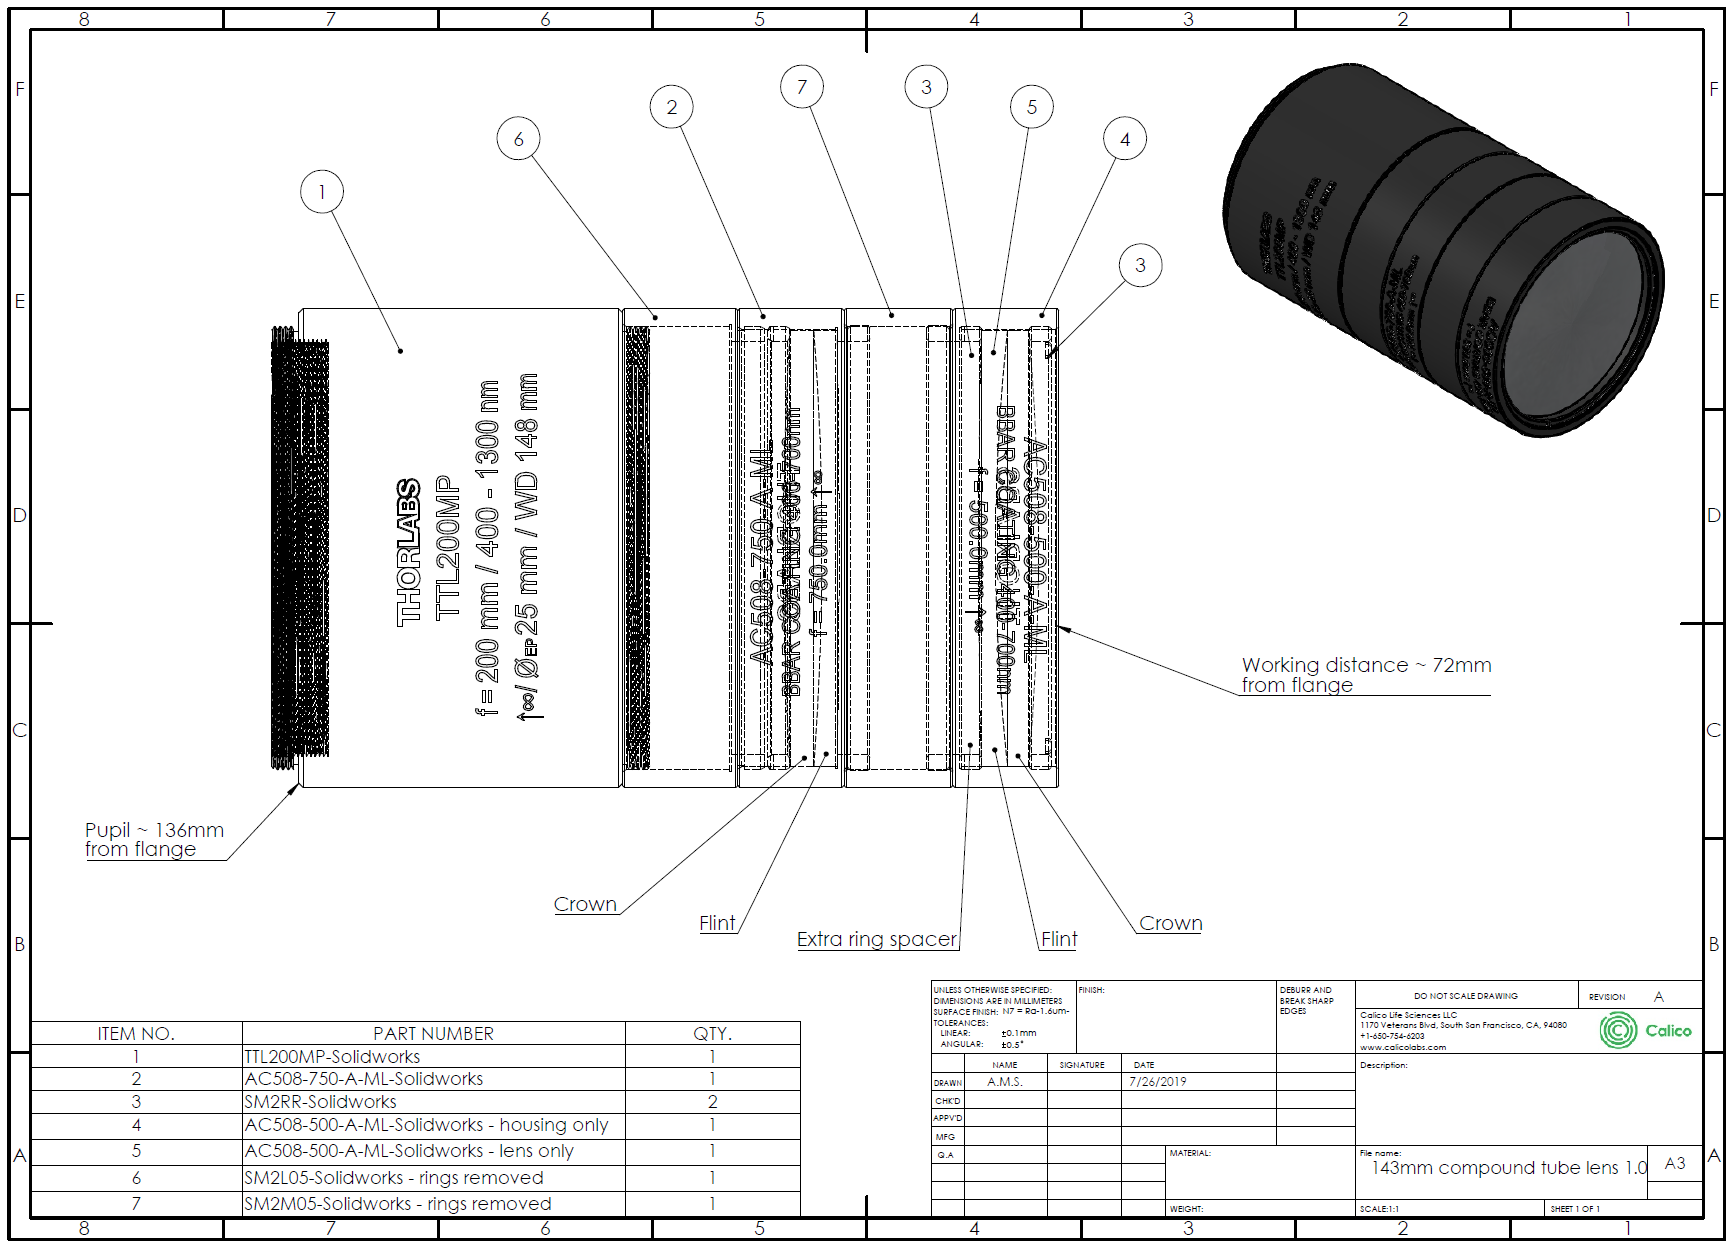 8 7 6 5 4 3 2 1
F F
E E
D D
C C
B B
A A
1
6
2
7
3
5
4
3
THORLABS
TTL200MP
f = 200 mm / 400 - 1300 nm
∞/ ØEP 25 mm / WD 148 mm
AC508-750-A-ML
BBAR COATING 400-700nm
f = 750.0mm ∞
f = 500.0mm ∞
BBAR COATING 400-700nm
AC508-500-A-ML
Working distance ~ 72mm
from flange
Pupil ~ 136mm
from flange
Crown
Flint
Extra ring spacer
Flint
Crown
ITEM NO. PART NUMBER QTY.
1 TTL200MP-Solidworks 1
2 AC508-750-A-ML-Solidworks 1
3 SM2RR-Solidworks 2
4 AC508-500-A-ML-Solidworks - housing only 1
5 AC508-500-A-ML-Solidworks - lens only 1
6 SM2L05-Solidworks - rings removed 1
7 SM2M05-Solidworks - rings removed 1
UNLESS OTHERWISE SPECIFIED:
DIMENSIONS ARE IN MILLIMETERS
SURFACE FINISH: N7 = Ra-1.6um-
TOLERANCES:
LINEAR: ±0.1mm
ANGULAR: ±0.5°
FINISH:
DEBURR AND
BREAK SHARP
EDGES
DO NOT SCALE DRAWING
REVISION A
Calico Life Sciences LLC
1170 Veterans Blvd, South San Francisco, CA, 94080
+1-650-754-6203
www.calicolabs.com
Calico
NAME SIGNATURE DATE
DRAWN A.M.S. 7/26/2019
CHK'D
APPV'D
MFG
Q.A
MATERIAL:
WEIGHT:
Description:
File name:
143mm compound tube lens 1.0
A3
SCALE:1:1
SHEET 1 OF 1
8 7 6 5 4 3 2 1